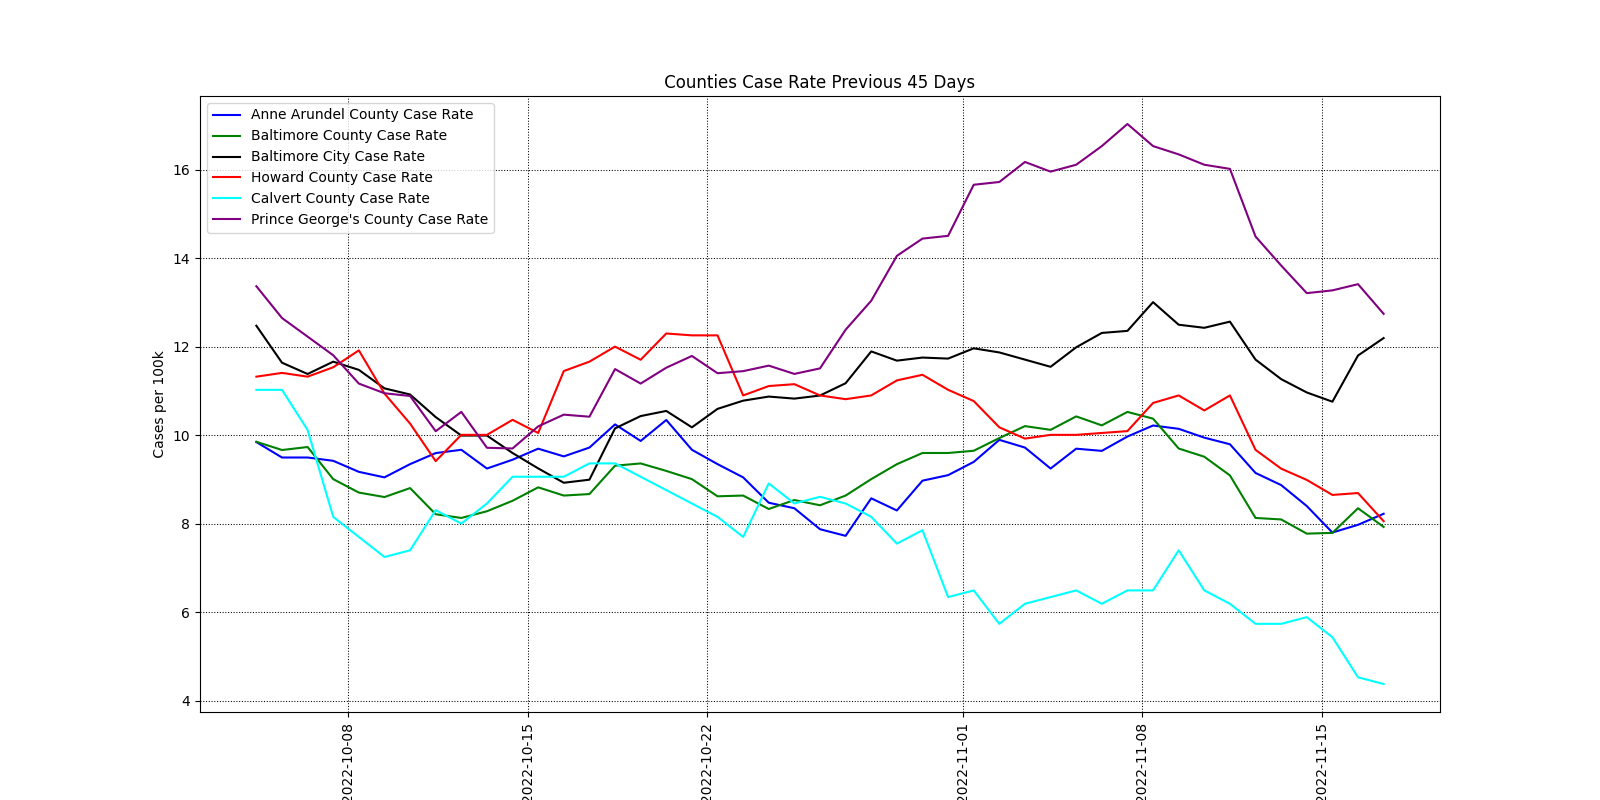 Counties Case Rate Previous 45 Days
Anne Arundel County Case Rate
Baltimore County Case Rate
Baltimore City Case Rate
Howard County Case Rate
Calvert County Case Rate
Prince George's County Case Rate
Cases per 100k
16
14
12
10
8
6
4
2022-10-08
2022-10-15
2022-10-22
2022-11-01
2022-11-08
2022-11-15